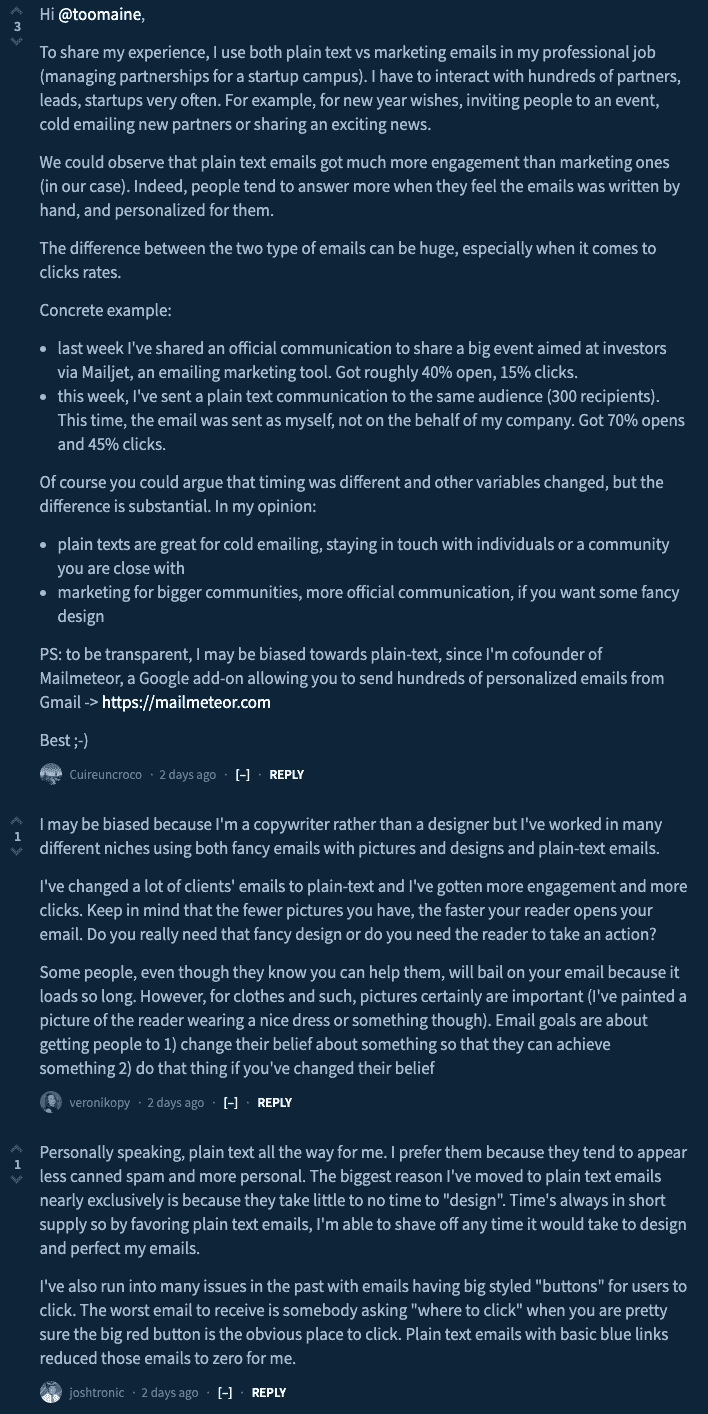 3
Hi @toomaine,
To share my experience, I use both plain text vs marketing emails in my professional job
(managing partnerships for a startup campus). I have to interact with hundreds of partners,
leads, startups very often. For example, for new year wishes, inviting people to an event,
cold emailing new partners or sharing an exciting news.
We could observe that plain text emails got much more engagement than marketing ones
(in our case). Indeed, people tend to answer more when they feel the emails was written by
hand, and personalized for them.
The difference between the two type of emails can be huge, especially when it comes to
clicks rates.
Concrete example:
• last week I've shared an official communication to share a big event aimed at investors
via Mailjet, an emailing marketing tool. Got roughly 40% open, 15% clicks.
• this week, I've sent a plain text communication to the same audience (300 recipients).
This time, the email was sent as myself, not on the behalf of my company. Got 70% opens
and 45% clicks.
Of course you could argue that timing was different and other variables changed, but the
difference is substantial. In my opinion:
• plain texts are great for cold emailing, staying in touch with individuals or a community
you are close with
• marketing for bigger communities, more official communication, if you want some fancy
design
PS: to be transparent, I may be biased towards plain-text, since I'm cofounder of
Mailmeteor, a Google add-on allowing you to send hundreds of personalized emails from
Gmail -> https://mailmeteor.com
Best ;-)
Cuireuncroco · 2 days ago · [–] · REPLY
1
I may be biased because I'm a copywriter rather than a designer but I've worked in many
different niches using both fancy emails with pictures and designs and plain-text emails.
I've changed a lot of clients' emails to plain-text and I've gotten more engagement and more
clicks. Keep in mind that the fewer pictures you have, the faster your reader opens your
email. Do you really need that fancy design or do you need the reader to take an action?
Some people, even though they know you can help them, will bail on your email because it
loads so long. However, for clothes and such, pictures certainly are important (I've painted a
picture of the reader wearing a nice dress or something though). Email goals are about
getting people to 1) change their belief about something so that they can achieve
something 2) do that thing if you've changed their belief
veronikopy · 2 days ago · [–] · REPLY
1
Personally speaking, plain text all the way for me. I prefer them because they tend to appear
less canned spam and more personal. The biggest reason I've moved to plain text emails
nearly exclusively is because they take little to no time to "design". Time's always in short
supply so by favoring plain text emails, I'm able to shave off any time it would take to design
and perfect my emails.
I've also run into many issues in the past with emails having big styled "buttons" for users to
click. The worst email to receive is somebody asking "where to click" when you are pretty
sure the big red button is the obvious place to click. Plain text emails with basic blue links
reduced those emails to zero for me.
joshtronic · 2 days ago · [–] · REPLY